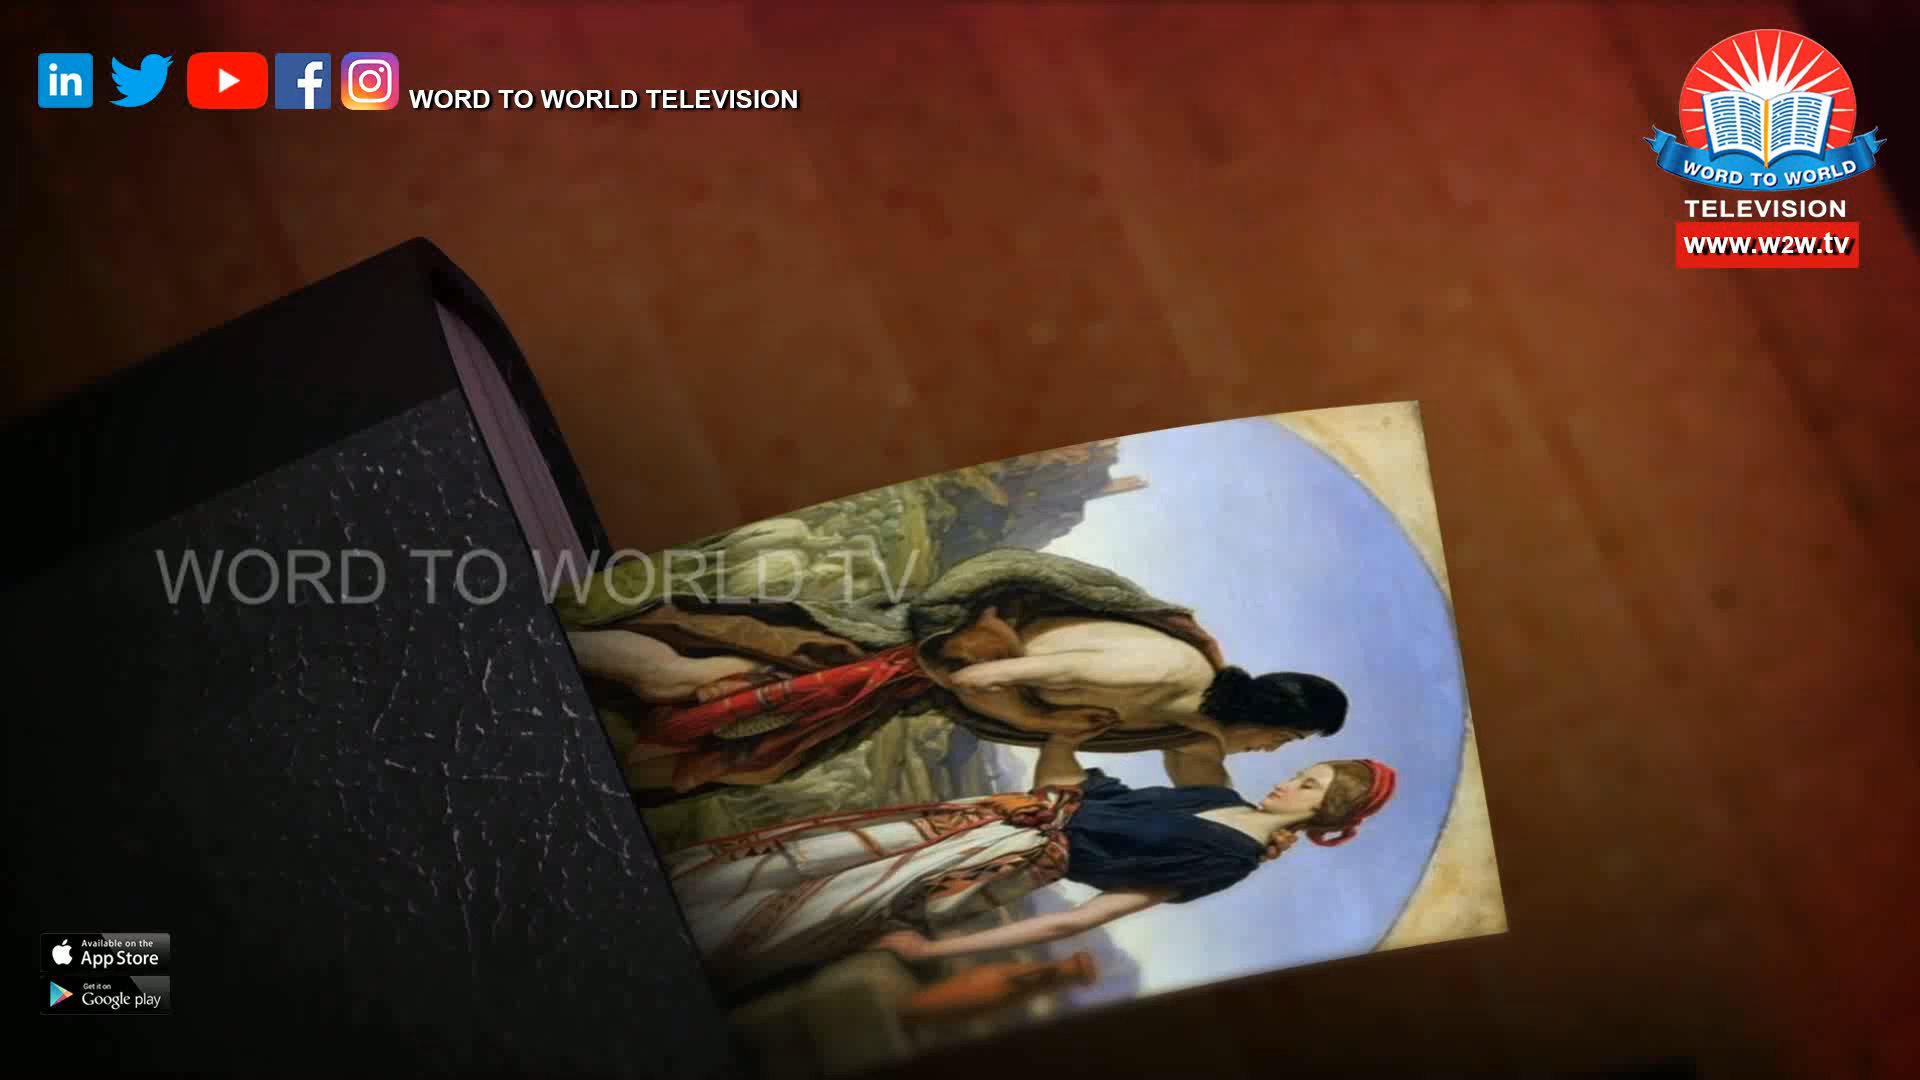 in
f
WORD TO WORLD TELEVISION
WORD TO WORLD
TELEVISION
www.w2w.tv
WORD TO WORLD TV
Available on the
App Store
Get it on
Google play